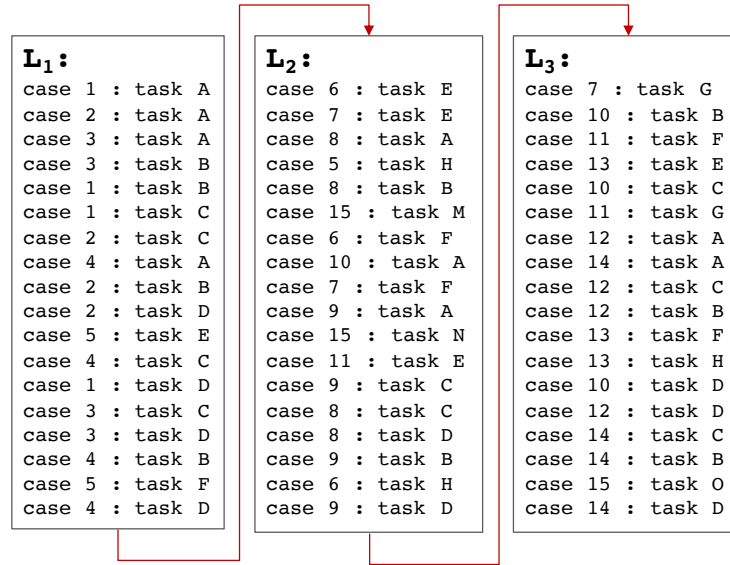 L₁:
case 1 : task A
case 2 : task A
case 3 : task A
case 3 : task B
case 1 : task B
case 1 : task C
case 2 : task C
case 4 : task A
case 2 : task B
case 2 : task D
case 5 : task E
case 4 : task C
case 1 : task D
case 3 : task C
case 3 : task D
case 4 : task B
case 5 : task F
case 4 : task D
L₂:
case 6 : task E
case 7 : task E
case 8 : task A
case 5 : task H
case 8 : task B
case 15 : task M
case 6 : task F
case 10 : task A
case 7 : task F
case 9 : task A
case 15 : task N
case 11 : task E
case 9 : task C
case 8 : task C
case 8 : task D
case 9 : task B
case 6 : task H
case 9 : task D
L₃:
case 7 : task G
case 10 : task B
case 11 : task F
case 13 : task E
case 10 : task C
case 11 : task G
case 12 : task A
case 14 : task A
case 12 : task C
case 12 : task B
case 13 : task F
case 13 : task H
case 10 : task D
case 12 : task D
case 14 : task C
case 14 : task B
case 15 : task O
case 14 : task D